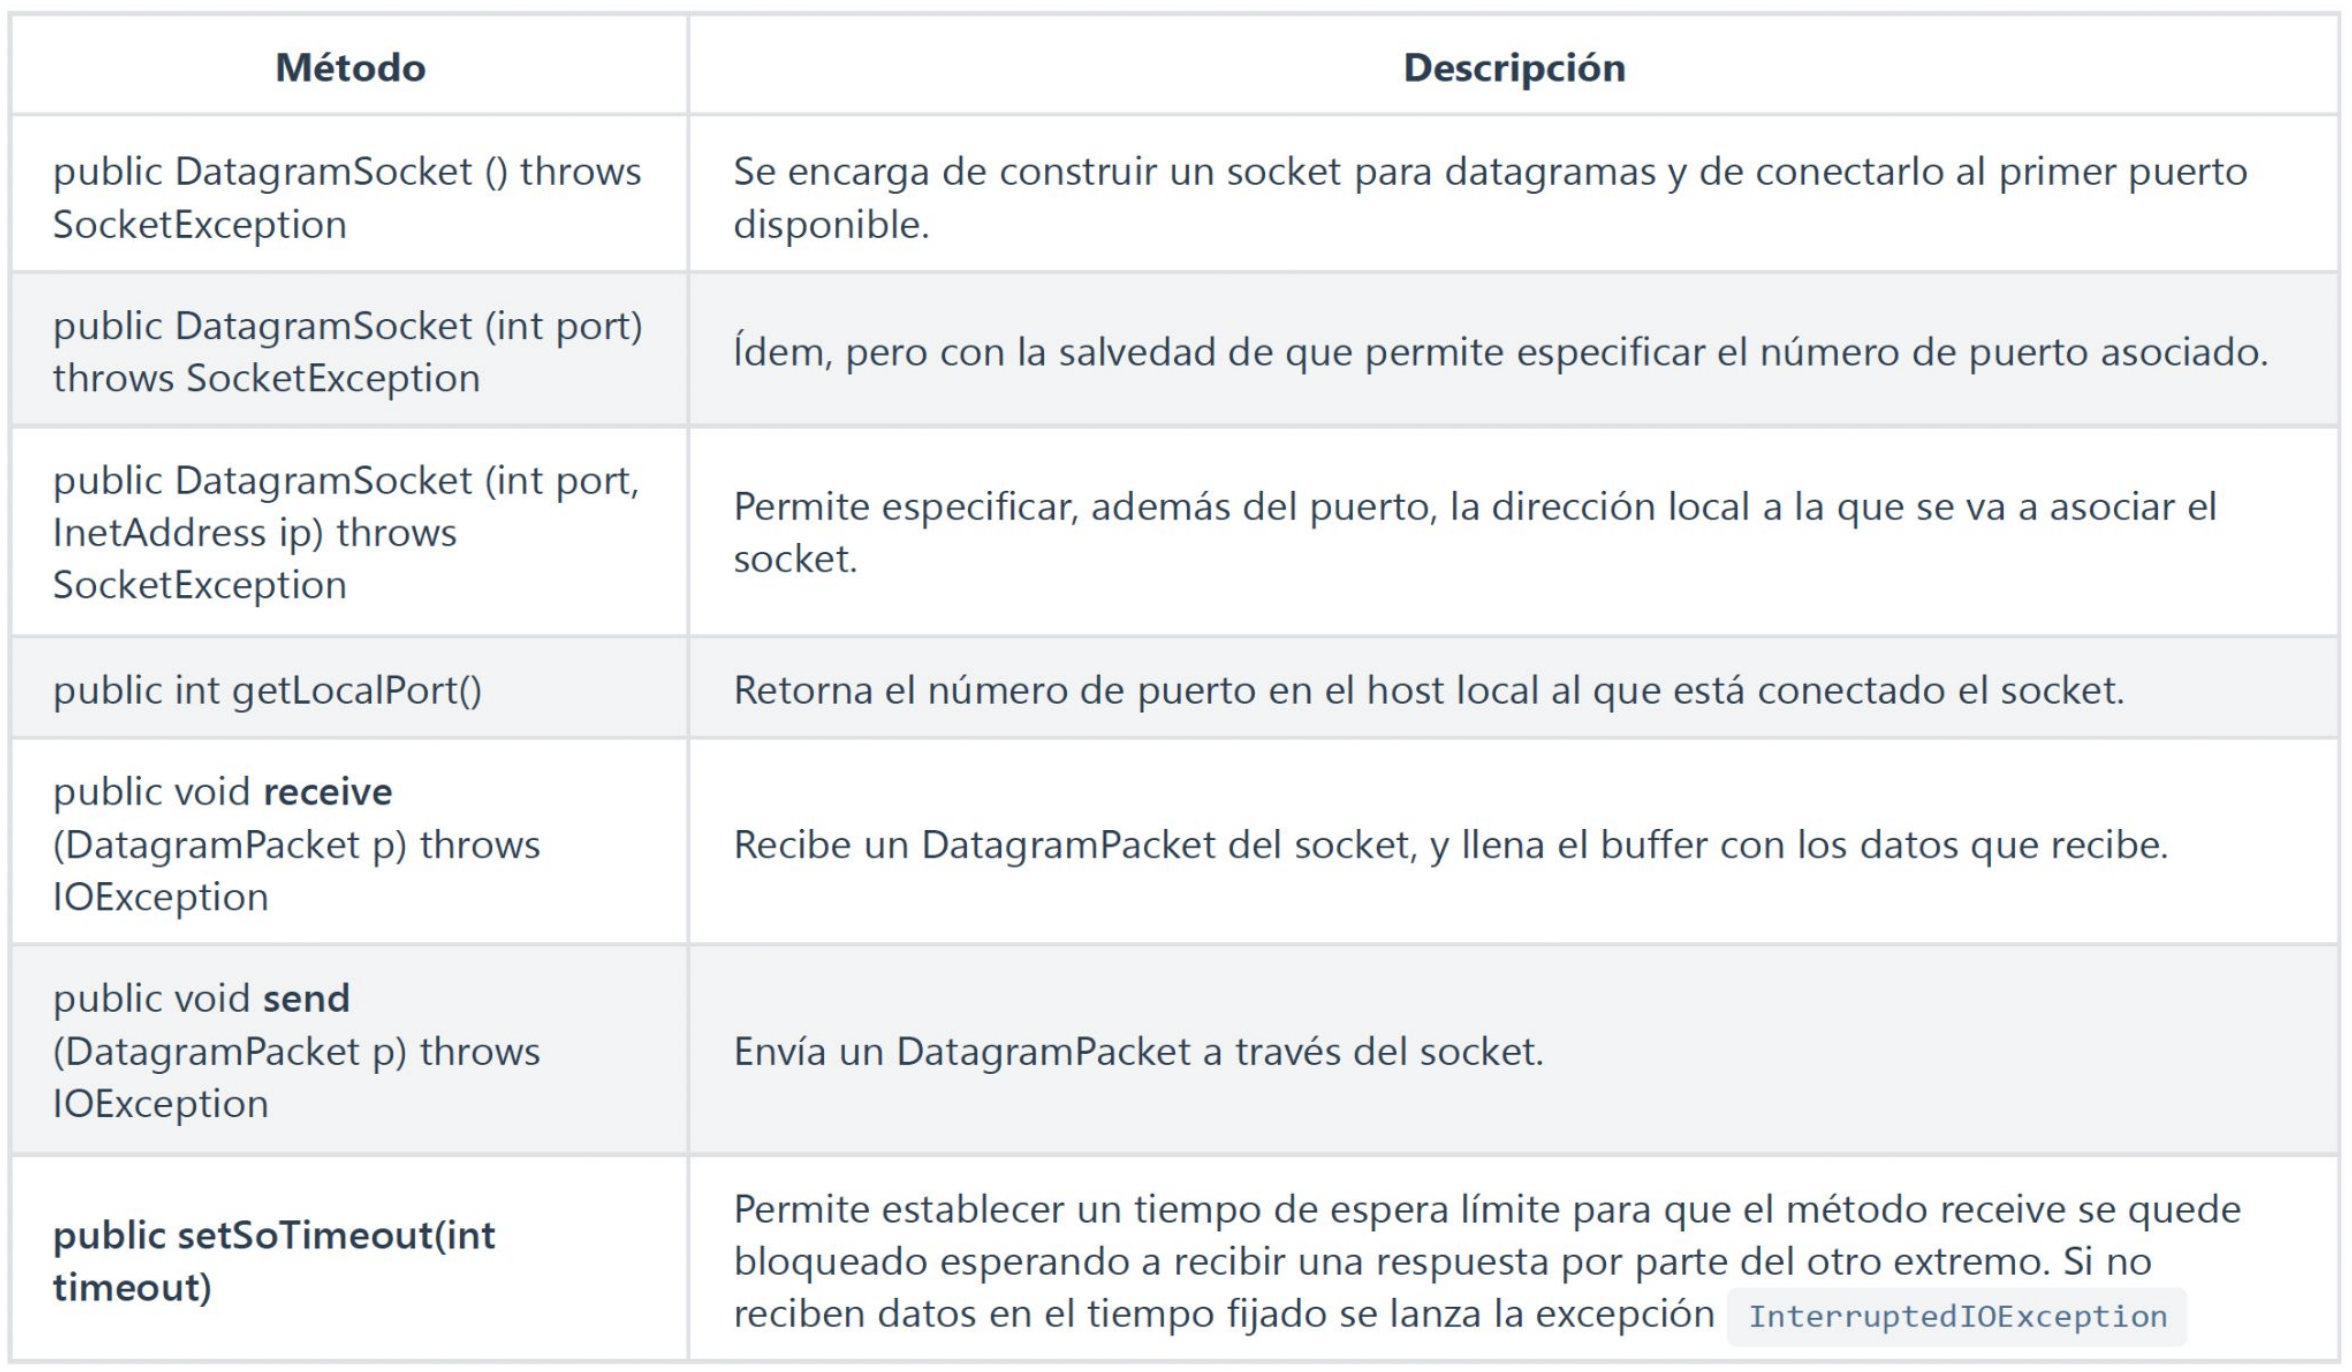 Método
Descripción
public DatagramSocket () throws
SocketException
Se encarga de construir un socket para datagramas y de conectarlo al primer puerto
disponible.
public DatagramSocket (int port)
throws SocketException
Ídem, pero con la salvedad de que permite especificar el número de puerto asociado.
public DatagramSocket (int port,
InetAddress ip) throws
SocketException
Permite especificar, además del puerto, la dirección local a la que se va a asociar el
socket.
public int getLocalPort()
Retorna el número de puerto en el host local al que está conectado el socket.
public void receive
(DatagramPacket p) throws
IOException
Recibe un DatagramPacket del socket, y llena el buffer con los datos que recibe.
public void send
(DatagramPacket p) throws
IOException
Envía un DatagramPacket a través del socket.
public setSoTimeout(int
timeout)
Permite establecer un tiempo de espera límite para que el método receive se quede
bloqueado esperando a recibir una respuesta por parte del otro extremo. Si no
reciben datos en el tiempo fijado se lanza la excepción InterruptedIOException